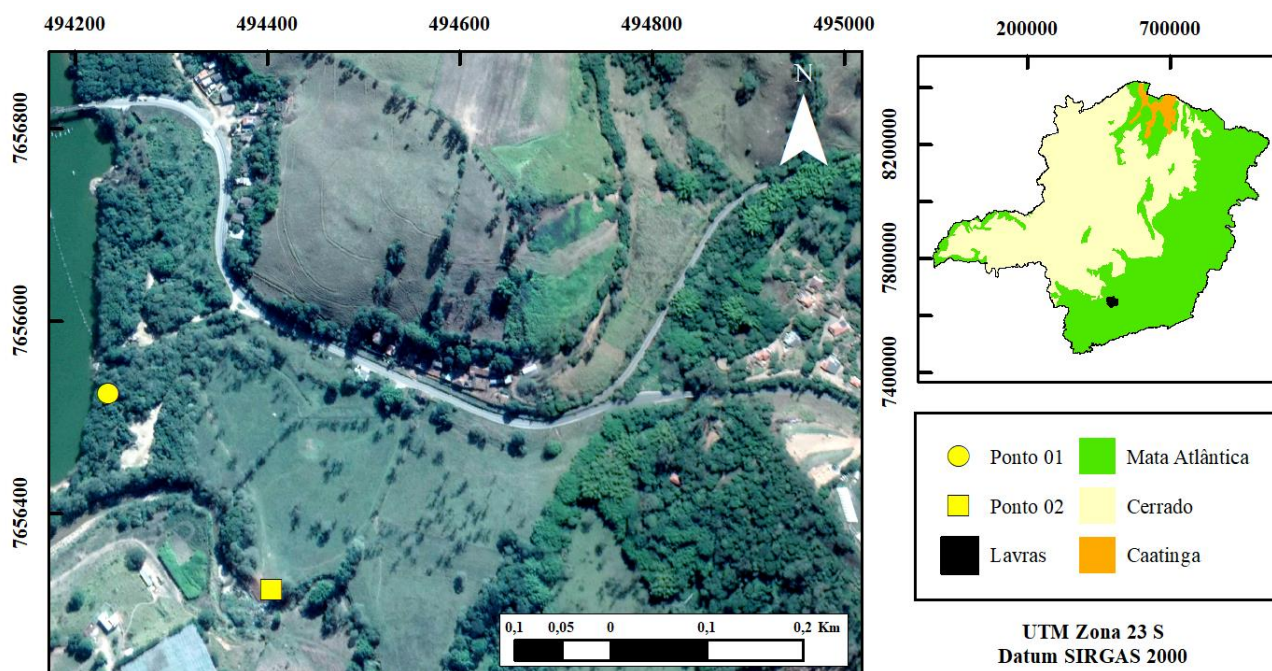 494200 494400 494600 494800 495000
7656800
7656600
7656400
N
0,1 0,05 0 0,1 0,2 Km
200000 700000
8200000
7800000
7400000
Ponto 01 Mata Atlântica
Ponto 02 Cerrado
Lavras Caatinga
UTM Zona 23 S
Datum SIRGAS 2000